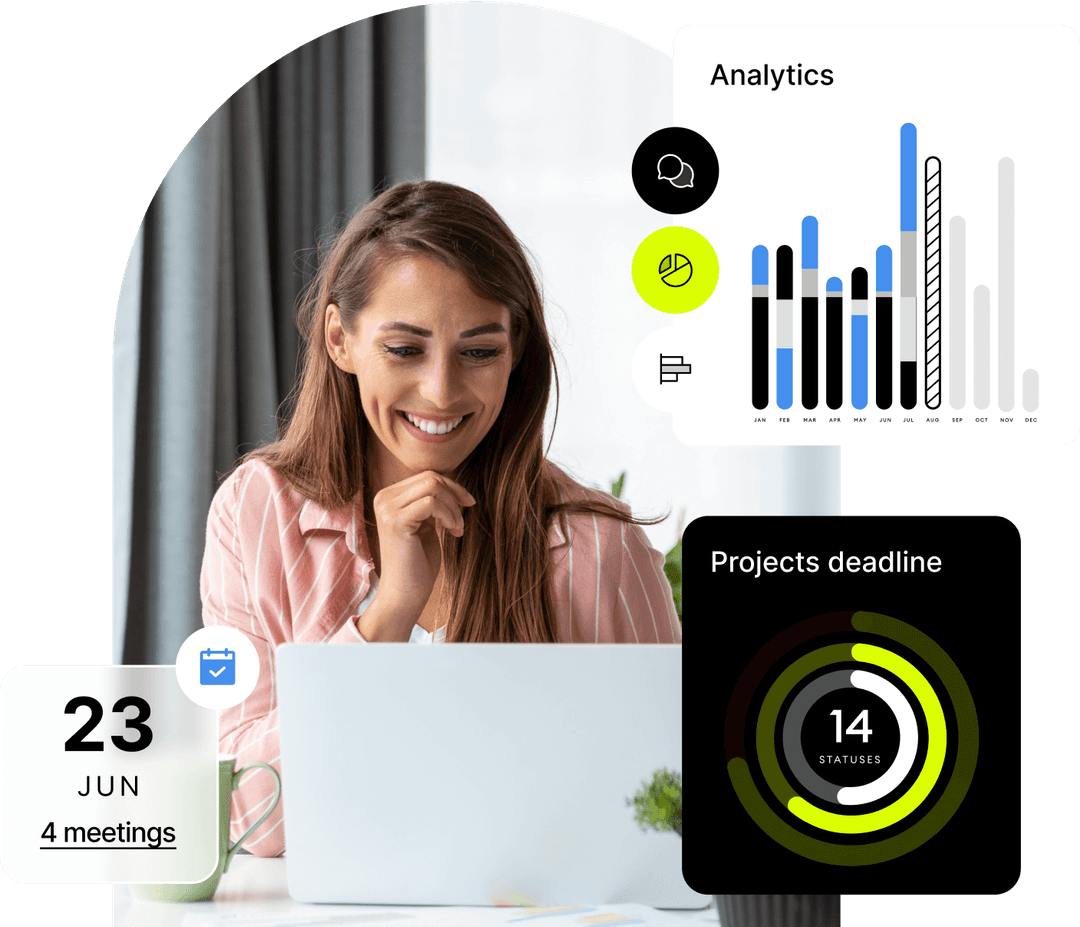 Analytics
JAN FEB MAR APR MAY JUN JUL AUG SEP OCT NOV DEC
Projects deadline
14
STATUSES
23
JUN
4 meetings